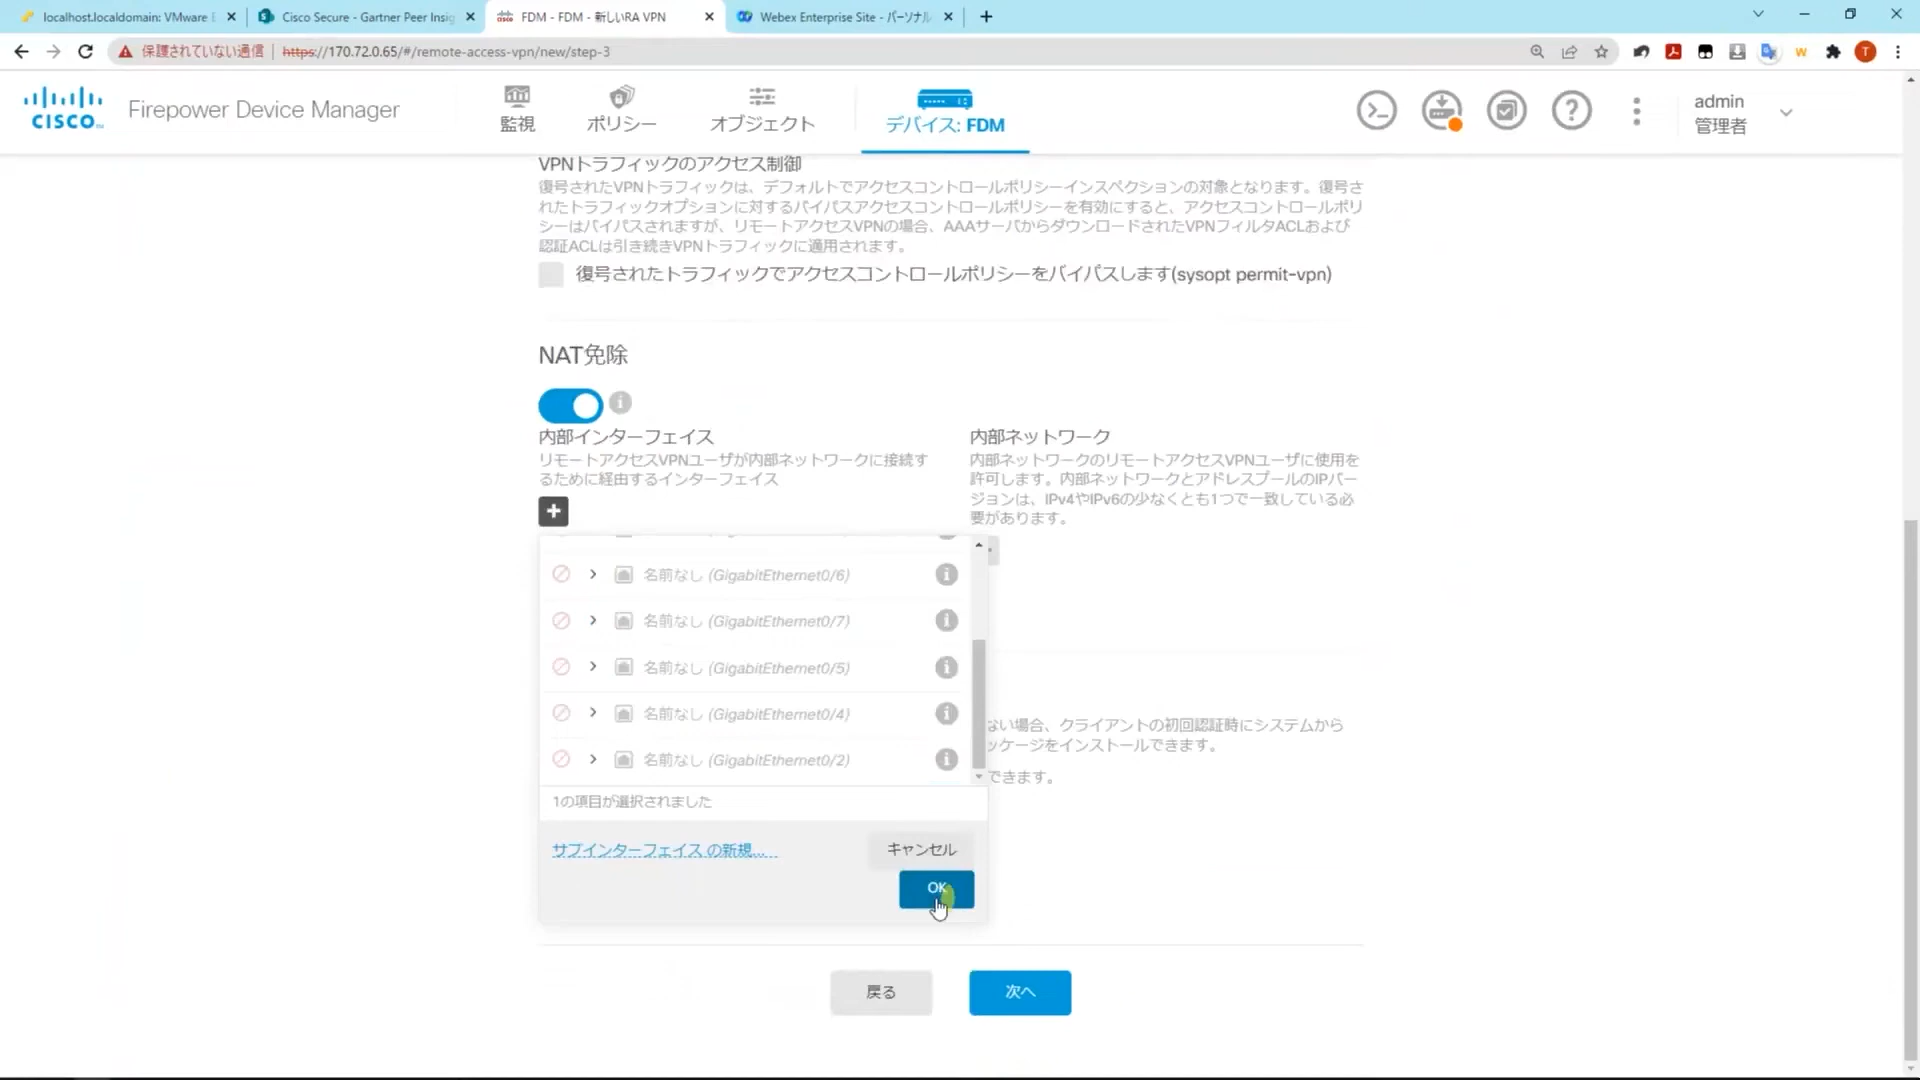 localhost.localdomain: VMware E
Cisco Secure - Gartner Peer Insig
FDM - FDM - 新しいRA VPN
Webex Enterprise Site - パーソナル
保護されていない通信
https://170.72.0.65/#/remote-access-vpn/new/step-3
T
CISCO
Firepower Device Manager
監視
ポリシー
オブジェクト
デバイス: FDM
admin
管理者
VPNトラフィックのアクセス制御
復号されたVPNトラフィックは、デフォルトでアクセスコントロールポリシーインスペクションの対象となります。復号さ
れたトラフィックオプションに対するバイパスアクセスコントロールポリシーを有効にすると、アクセスコントロールポリ
シーはバイパスされますが、リモートアクセスVPNの場合、AAAサーバからダウンロードされたVPNフィルタACLおよび
認証ACLは引き続きVPNトラフィックに適用されます。
復号されたトラフィックでアクセスコントロールポリシーをバイパスします(sysopt permit-vpn)
NAT免除
内部インターフェイス
リモートアクセスVPNユーザが内部ネットワークに接続す
るために経由するインターフェイス
内部ネットワーク
内部ネットワークのリモートアクセスVPNユーザに使用を
許可します。内部ネットワークとアドレスプールのIPバー
ジョンは、IPv4やIPv6の少なくとも1つで一致している必
要があります。
名前なし (GigabitEthernet0/6)
名前なし (GigabitEthernet0/7)
名前なし (GigabitEthernet0/5)
名前なし (GigabitEthernet0/4)
名前なし (GigabitEthernet0/2)
ない場合、クライアントの初回認証時にシステムから
ッケージをインストールできます。
できます。
1の項目が選択されました
サブインターフェイス の新規...
キャンセル
OK
戻る
次へ